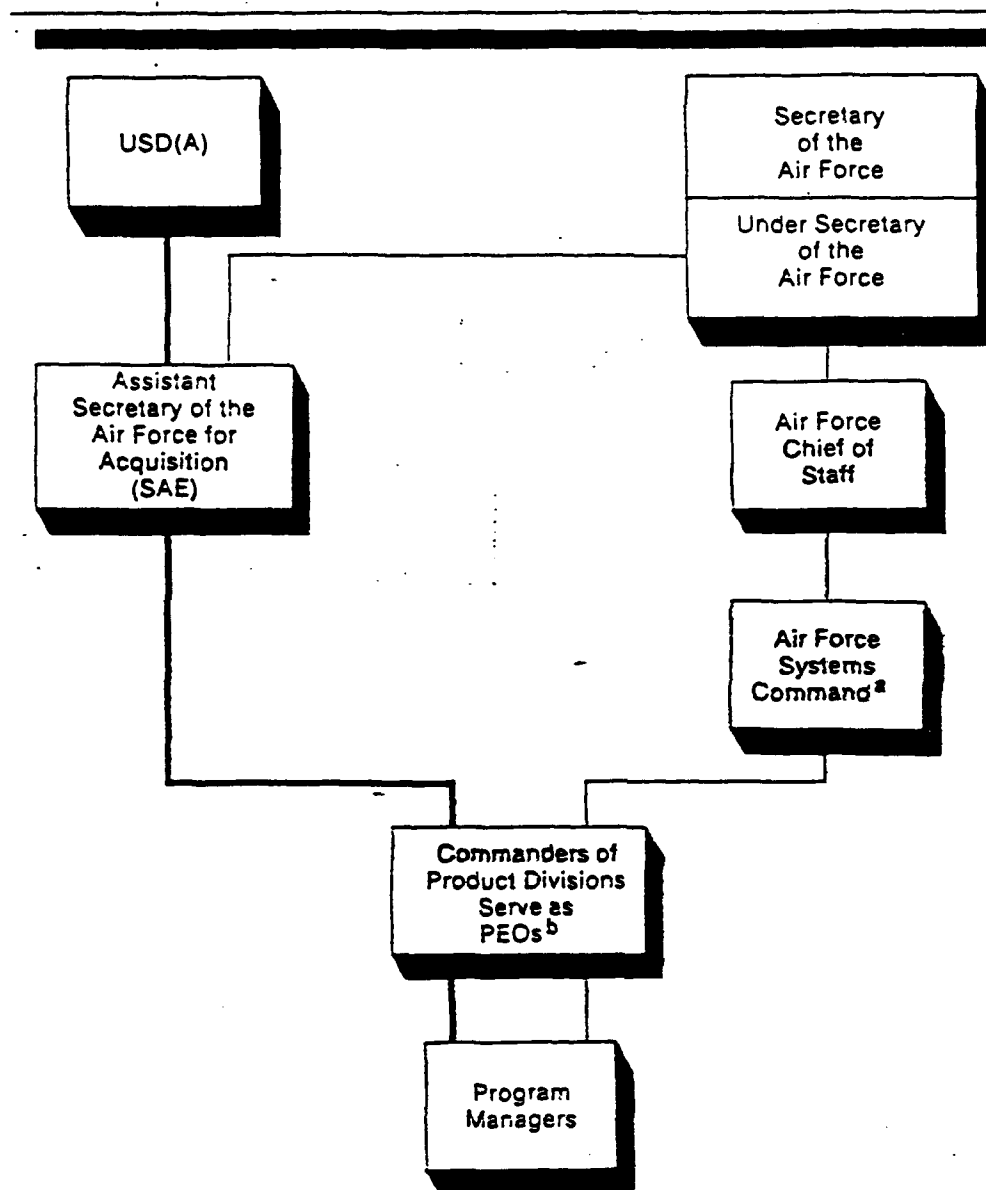 USD(A)
Secretary
of the
Air Force
Under Secretary
of the
Air Force
Assistant
Secretary of the
Air Force for
Acquisition
(SAE)
Air Force
Chief of
Staff
Air Force
Systems
Command a
Commanders of
Product Divisions
Serve as
PEOs b
Program
Managers